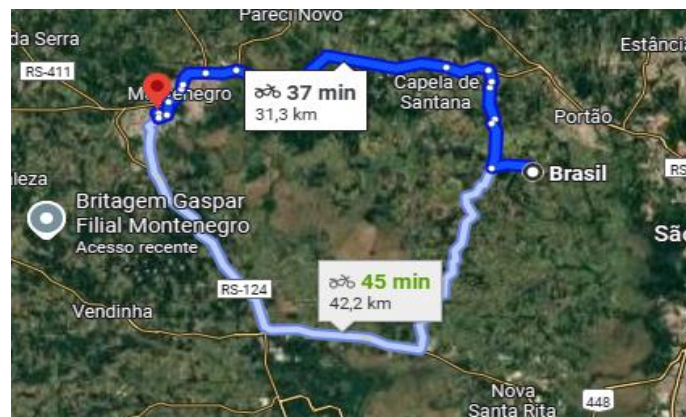 Pareci Novo
da Serra
Estância
RS-411
Montenegro
37 min
31,3 km
Capela de
Santana
Portão
Brasil
RS
Britagem Gaspar
Filial Montenegro
Acesso recente
São
45 min
42,2 km
RS-124
Vendinha
Nova
Santa Rita
448